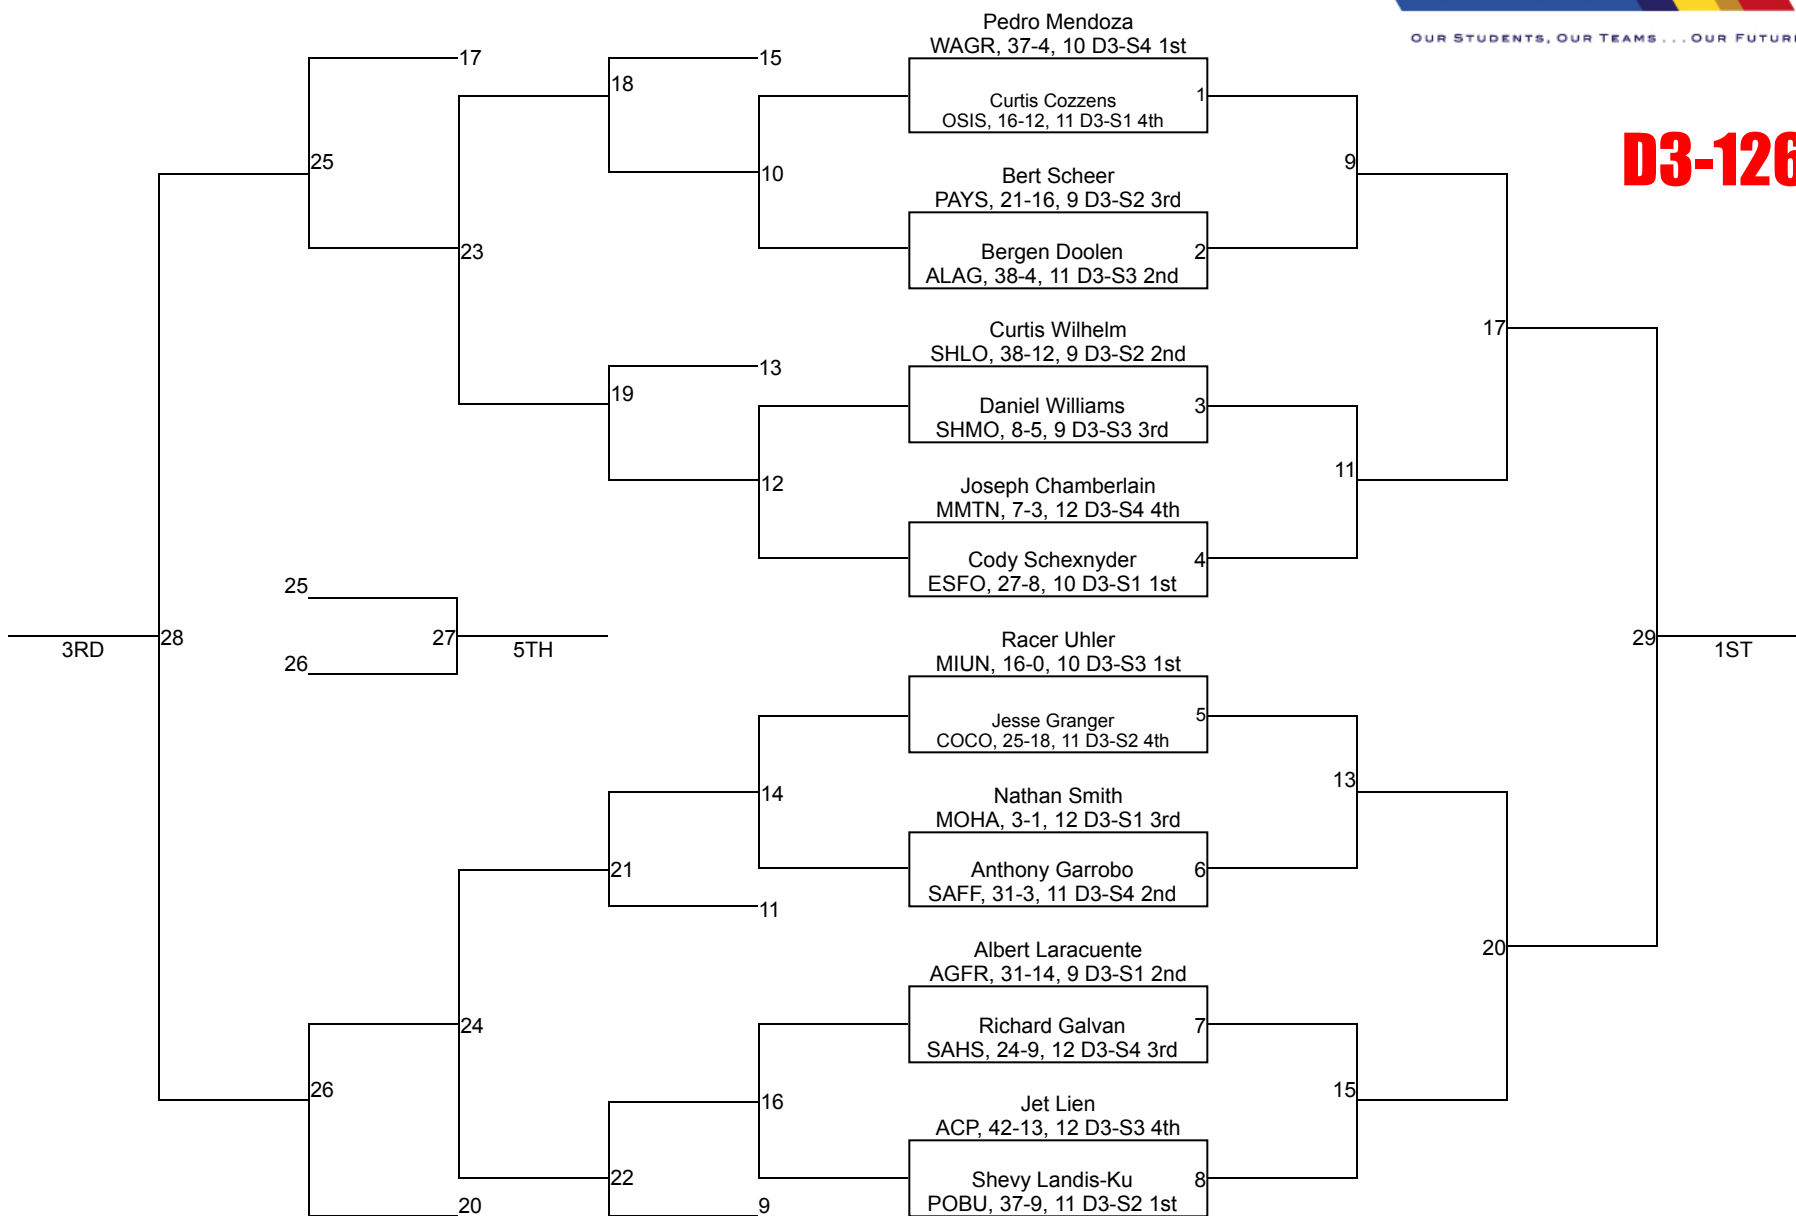 OUR STUDENTS, OUR TEAMS . . . OUR FUTURE
D3-126
Pedro Mendoza
WAGR, 37-4, 10 D3-S4 1st
17
15
18
Curtis Cozzens
OSIS, 16-12, 11 D3-S1 4th
1
25
10
9
Bert Scheer
PAYS, 21-16, 9 D3-S2 3rd
23
Bergen Doolen
ALAG, 38-4, 11 D3-S3 2nd
2
17
Curtis Wilhelm
SHLO, 38-12, 9 D3-S2 2nd
13
19
Daniel Williams
SHMO, 8-5, 9 D3-S3 3rd
3
12
11
Joseph Chamberlain
MMTN, 7-3, 12 D3-S4 4th
Cody Schexnyder
ESFO, 27-8, 10 D3-S1 1st
4
25
3RD
28
27
5TH
26
29
1ST
Racer Uhler
MIUN, 16-0, 10 D3-S3 1st
Jesse Granger
COCO, 25-18, 11 D3-S2 4th
5
14
13
Nathan Smith
MOHA, 3-1, 12 D3-S1 3rd
21
Anthony Garrobo
SAFF, 31-3, 11 D3-S4 2nd
6
11
20
Albert Laracuente
AGFR, 31-14, 9 D3-S1 2nd
24
Richard Galvan
SAHS, 24-9, 12 D3-S4 3rd
7
26
16
15
Jet Lien
ACP, 42-13, 12 D3-S3 4th
22
Shevy Landis-Ku
POBU, 37-9, 11 D3-S2 1st
8
20
9